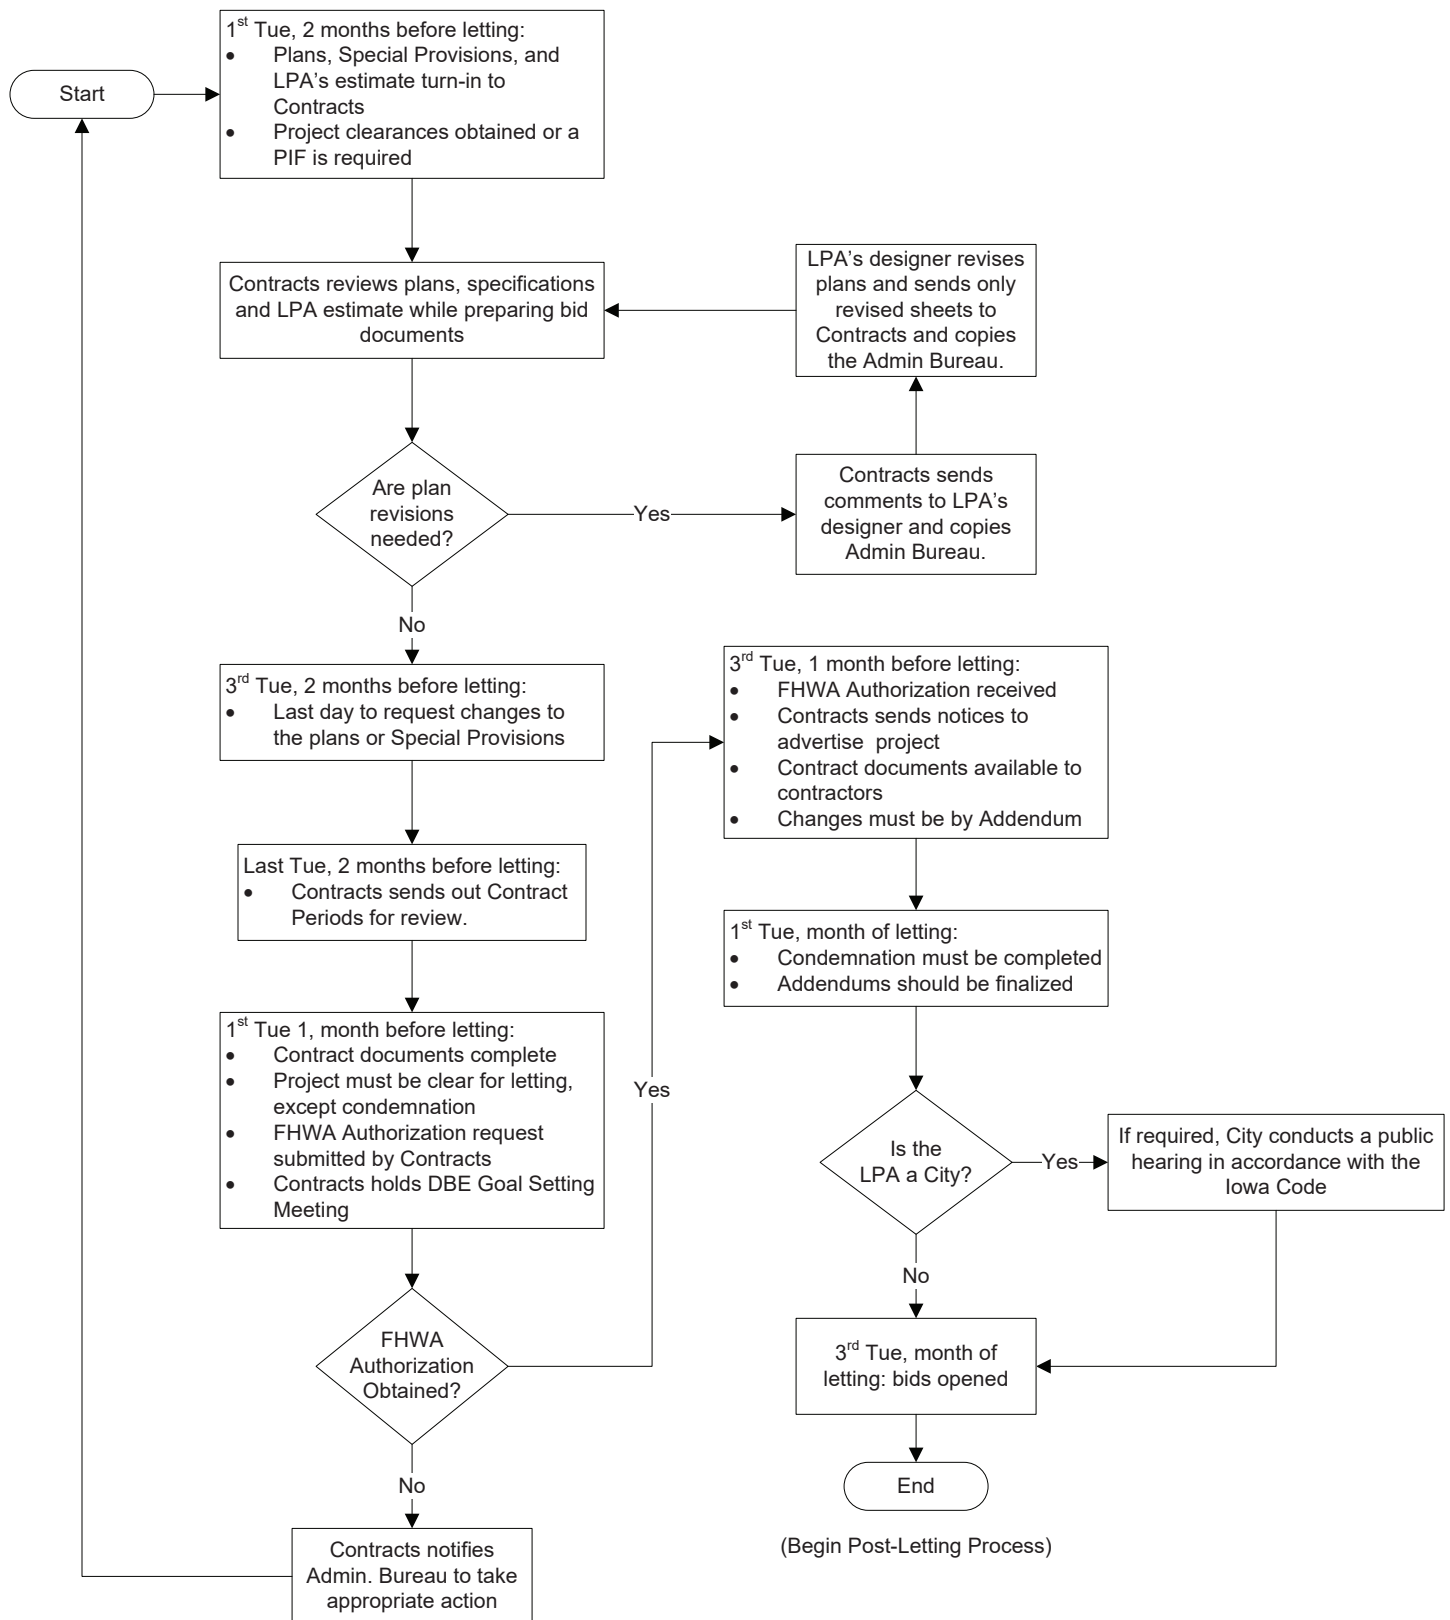 Start
1st Tue, 2 months before letting:
• Plans, Special Provisions, and
LPA's estimate turn-in to
Contracts
• Project clearances obtained or a
PIF is required
Contracts reviews plans, specifications
and LPA estimate while preparing bid
documents
LPA's designer revises
plans and sends only
revised sheets to
Contracts and copies
the Admin Bureau.
Are plan
revisions
needed?
Yes
Contracts sends
comments to LPA's
designer and copies
Admin Bureau.
No
3rd Tue, 2 months before letting:
• Last day to request changes to
the plans or Special Provisions
Last Tue, 2 months before letting:
• Contracts sends out Contract
Periods for review.
1st Tue 1, month before letting:
• Contract documents complete
• Project must be clear for letting,
except condemnation
• FHWA Authorization request
submitted by Contracts
• Contracts holds DBE Goal Setting
Meeting
FHWA
Authorization
Obtained?
Yes
No
Contracts notifies
Admin. Bureau to take
appropriate action
3rd Tue, 1 month before letting:
• FHWA Authorization received
• Contracts sends notices to
advertise project
• Contract documents available to
contractors
• Changes must be by Addendum
1st Tue, month of letting:
• Condemnation must be completed
• Addendums should be finalized
Is the
LPA a City?
Yes
If required, City conducts a public
hearing in accordance with the
Iowa Code
No
3rd Tue, month of
letting: bids opened
End
(Begin Post-Letting Process)